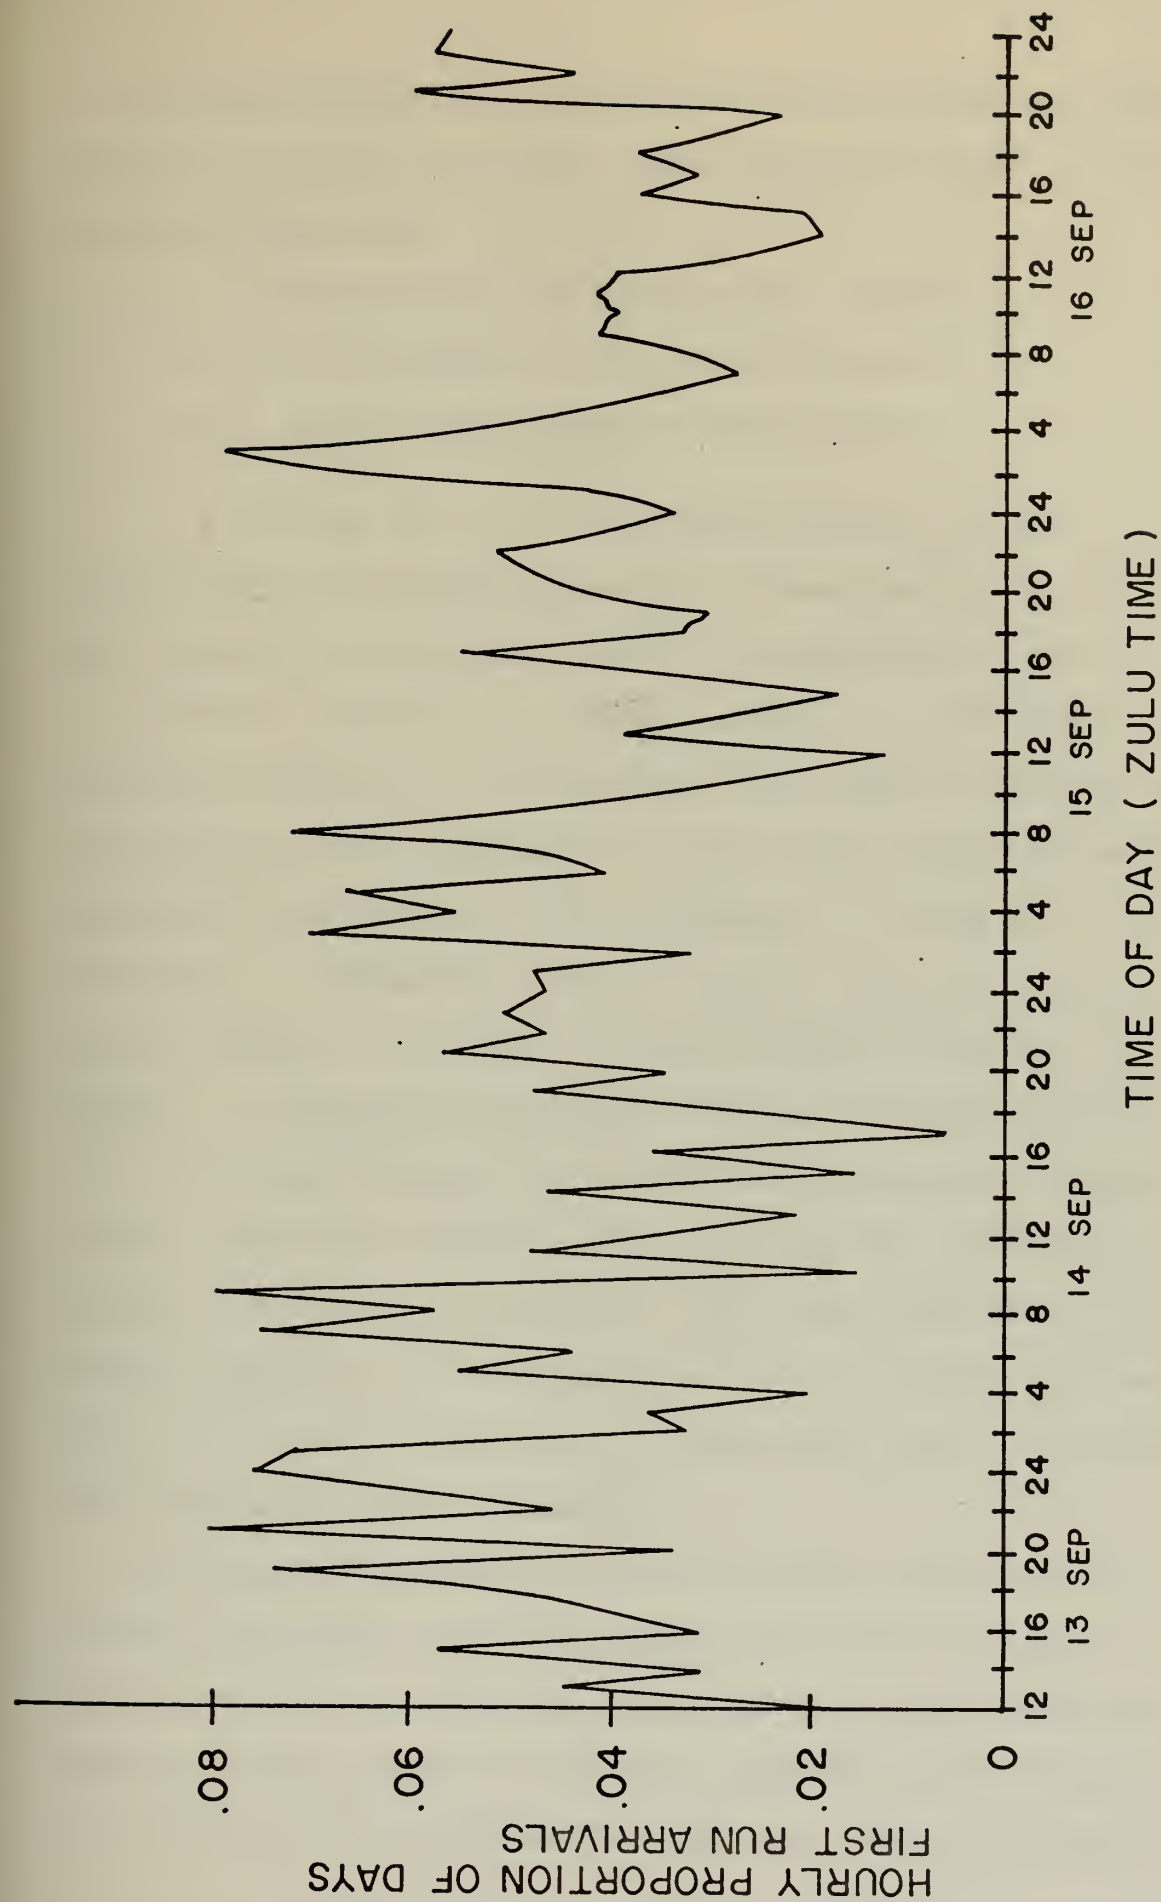 HOURLY PROPORTION OF DAYS
FIRST RUN ARRIVALS
.08
.06
.04
.02
0
12 16 20 24 4 8 12 16 20 24 4 8 12 16 20 24 4 8 12 16 20 24
13 SEP 14 SEP 15 SEP 16 SEP
TIME OF DAY ( ZULU TIME )